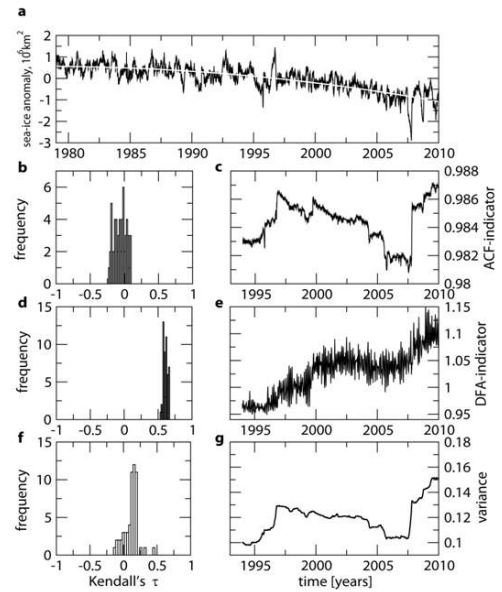 a
sea-ice anomaly, 10^6km^2
2
1
0
-1
-2
-3
1980 1985 1990 1995 2000 2005 2010
b
frequency
6
4
2
0
-1 -0.5 0 0.5 1
c
0.988
0.986
0.984
0.982
0.98
ACF-indicator
1995 2000 2005 2010
d
frequency
15
10
5
0
-1 -0.5 0 0.5 1
e
1.15
1.1
1.05
1
0.95
DFA-indicator
1995 2000 2005 2010
f
frequency
15
10
5
0
-1 -0.5 0 0.5 1
Kendall's τ
g
0.18
0.16
0.14
0.12
0.1
variance
1995 2000 2005 2010
time [years]